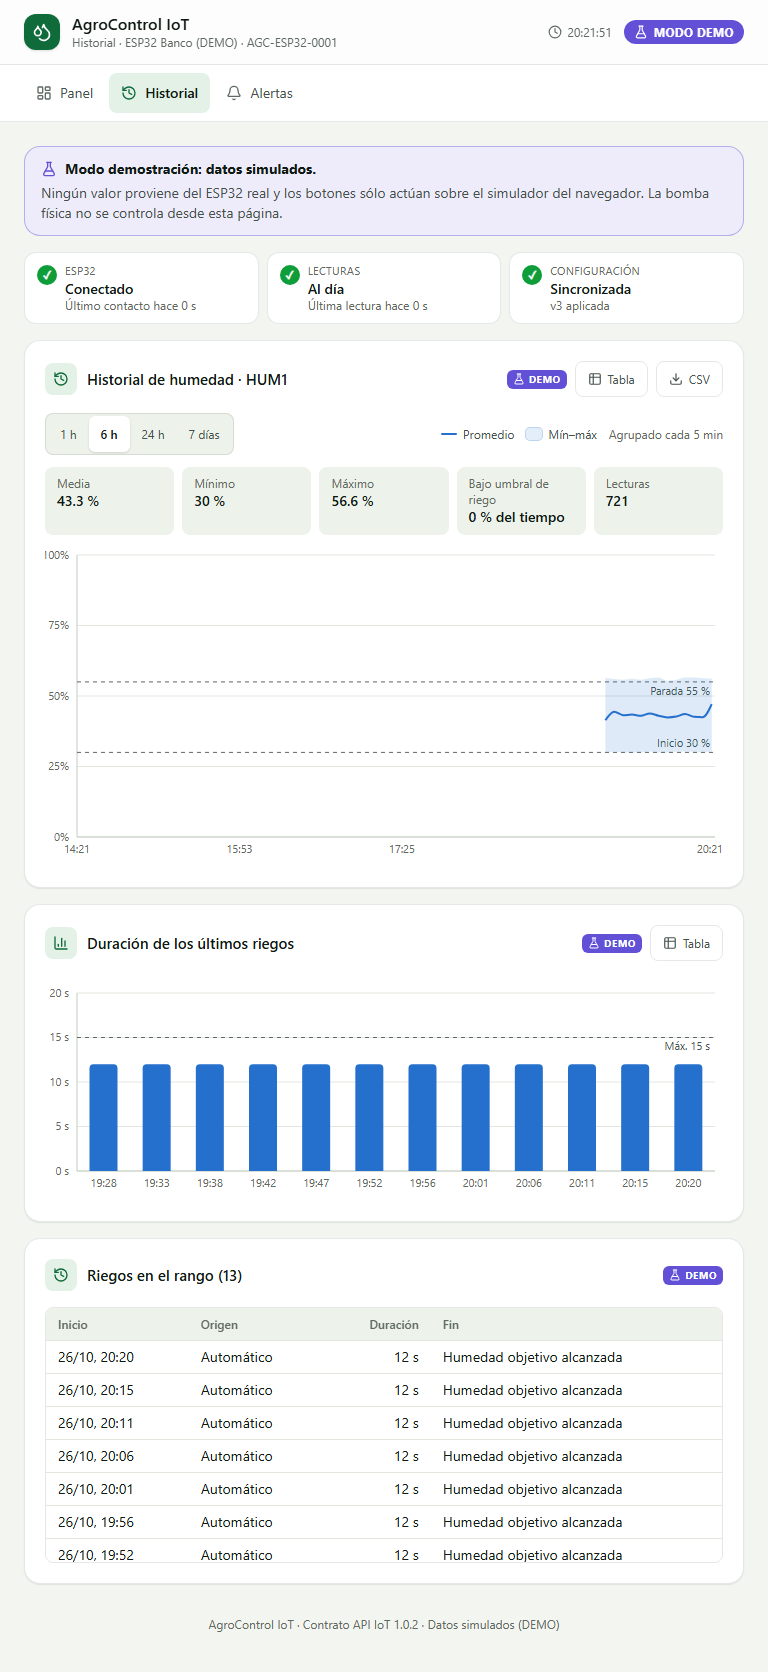 AgroControl IoT
Historial · ESP32 Banco (DEMO) · AGC-ESP32-0001
20:21:51
MODO DEMO
Panel
Historial
Alertas
Modo demostración: datos simulados.
Ningún valor proviene del ESP32 real y los botones sólo actúan sobre el simulador del navegador. La bomba
física no se controla desde esta página.
ESP32
Conectado
Último contacto hace 0 s
LECTURAS
Al día
Última lectura hace 0 s
CONFIGURACIÓN
Sincronizada
v3 aplicada
Historial de humedad · HUM1
DEMO
Tabla
CSV
1 h
6 h
24 h
7 días
Promedio
Mín–máx
Agrupado cada 5 min
Media
43.3 %
Mínimo
30 %
Máximo
56.6 %
Bajo umbral de
riego
0 % del tiempo
Lecturas
721
100%
75%
50%
25%
0%
Parada 55 %
Inicio 30 %
14:21
15:53
17:25
20:21
Duración de los últimos riegos
DEMO
Tabla
20 s
15 s
10 s
5 s
0 s
Máx. 15 s
19:28
19:33
19:38
19:42
19:47
19:52
19:56
20:01
20:06
20:11
20:15
20:20
Riegos en el rango (13)
DEMO
Inicio Origen Duración Fin
26/10, 20:20 Automático 12 s Humedad objetivo alcanzada
26/10, 20:15 Automático 12 s Humedad objetivo alcanzada
26/10, 20:11 Automático 12 s Humedad objetivo alcanzada
26/10, 20:06 Automático 12 s Humedad objetivo alcanzada
26/10, 20:01 Automático 12 s Humedad objetivo alcanzada
26/10, 19:56 Automático 12 s Humedad objetivo alcanzada
26/10, 19:52 Automático 12 s Humedad objetivo alcanzada
AgroControl IoT · Contrato API IoT 1.0.2 · Datos simulados (DEMO)